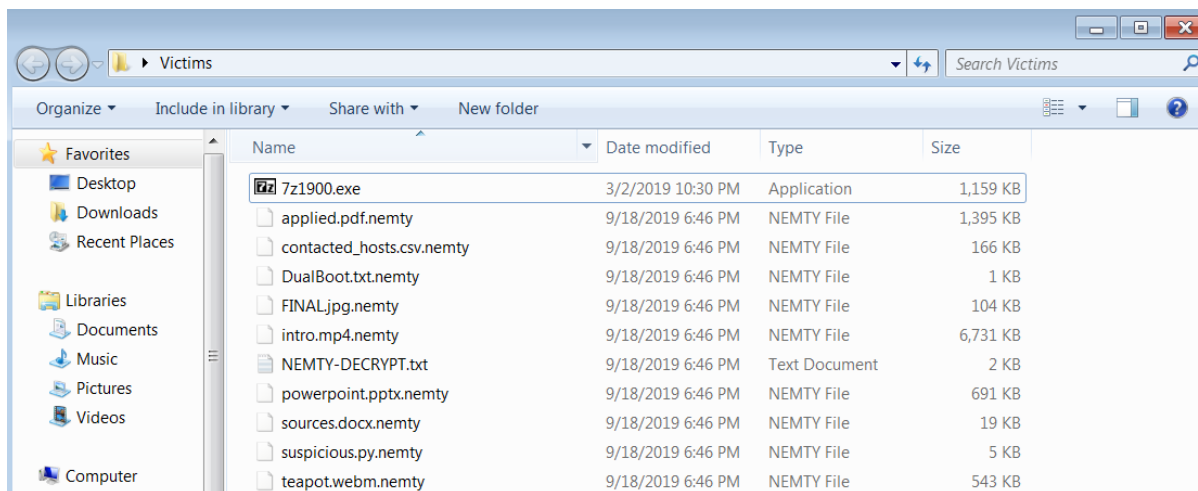 Victims
Search Victims
Organize Include in library Share with New folder
Favorites
Desktop
Downloads
Recent Places
Libraries
Documents
Music
Pictures
Videos
Computer
Name Date modified Type Size
7z 7z1900.exe 3/2/2019 10:30 PM Application 1,159 KB
applied.pdf.nemty 9/18/2019 6:46 PM NEMTY File 1,395 KB
contacted_hosts.csv.nemty 9/18/2019 6:46 PM NEMTY File 166 KB
DualBoot.txt.nemty 9/18/2019 6:46 PM NEMTY File 1 KB
FINAL.jpg.nemty 9/18/2019 6:46 PM NEMTY File 104 KB
intro.mp4.nemty 9/18/2019 6:46 PM NEMTY File 6,731 KB
NEMTY-DECRYPT.txt 9/18/2019 6:46 PM Text Document 2 KB
powerpoint.pptx.nemty 9/18/2019 6:46 PM NEMTY File 691 KB
sources.docx.nemty 9/18/2019 6:46 PM NEMTY File 19 KB
suspicious.py.nemty 9/18/2019 6:46 PM NEMTY File 5 KB
teapot.webm.nemty 9/18/2019 6:46 PM NEMTY File 543 KB